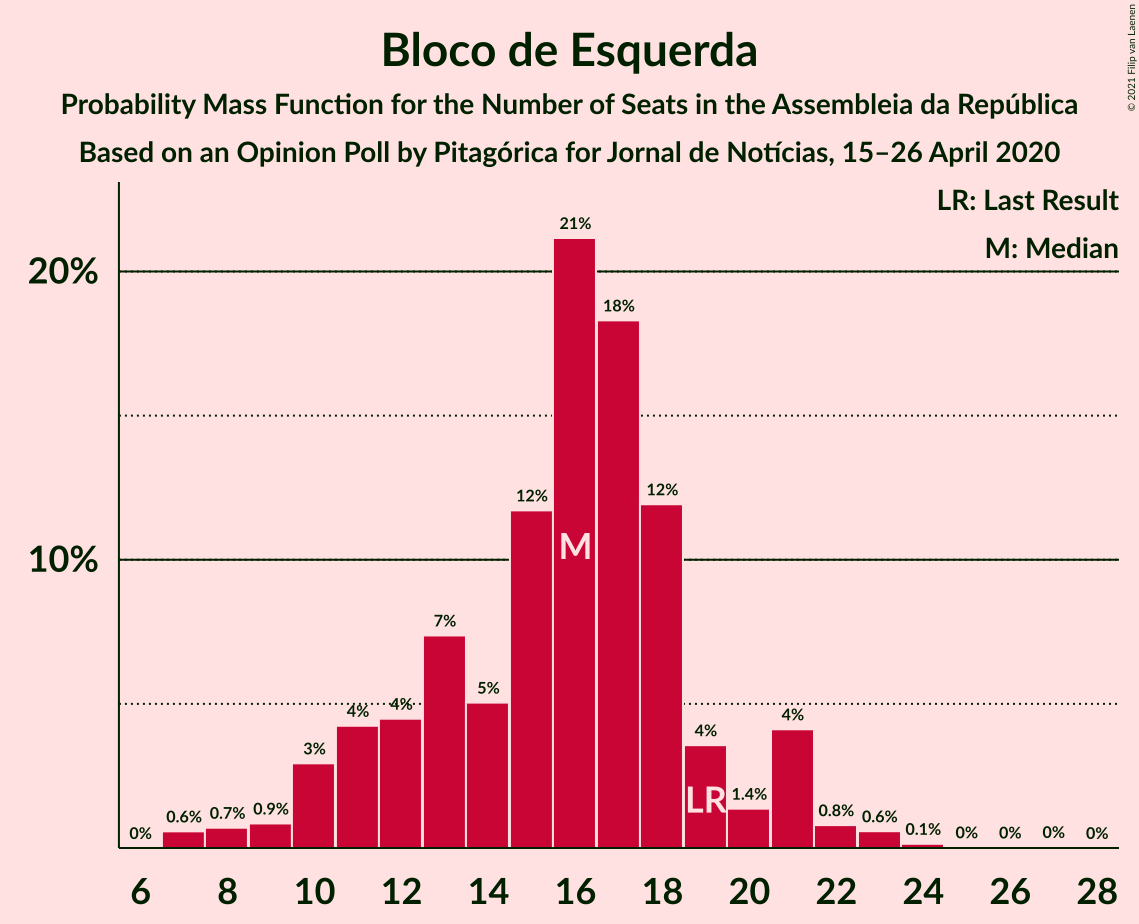 Bloco de Esquerda
Probability Mass Function for the Number of Seats in the Assembleia da República
Based on an Opinion Poll by Pitagórica for Jornal de Notícias, 15–26 April 2020
© 2021 Filip van Laenen
LR: Last Result
M: Median
20%
10%
0%
0.6%
0.7%
0.9%
3%
4%
4%
7%
5%
12%
21%
18%
12%
4%
1.4%
4%
0.8%
0.6%
0.1%
0%
0%
0%
0%
M
LR
6 8 10 12 14 16 18 20 22 24 26 28